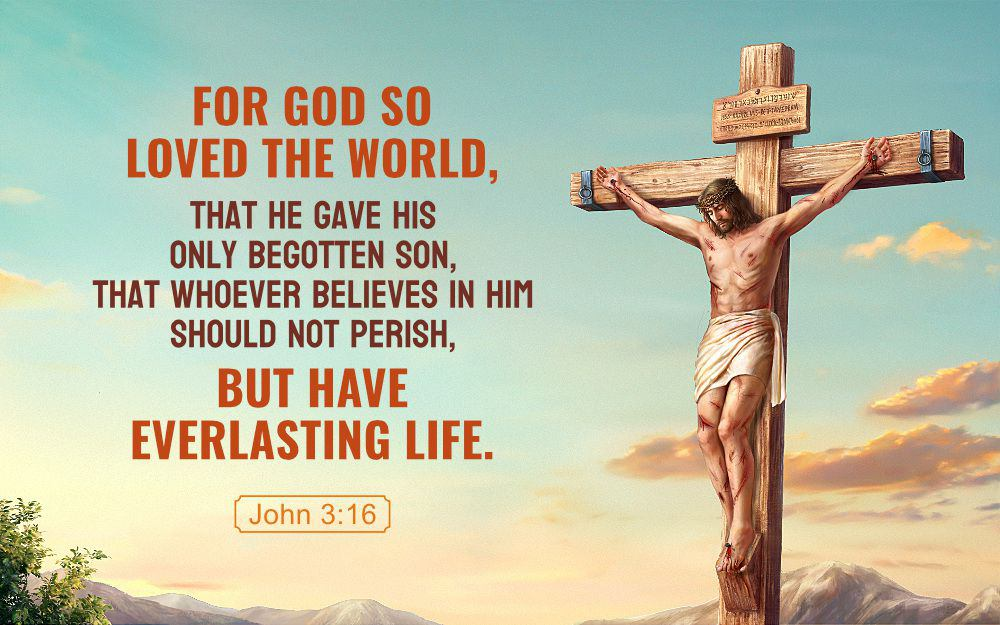 FOR GOD SO
LOVED THE WORLD,
THAT HE GAVE HIS
ONLY BEGOTTEN SON,
THAT WHOEVER BELIEVES IN HIM
SHOULD NOT PERISH,
BUT HAVE
EVERLASTING LIFE.
John 3:16